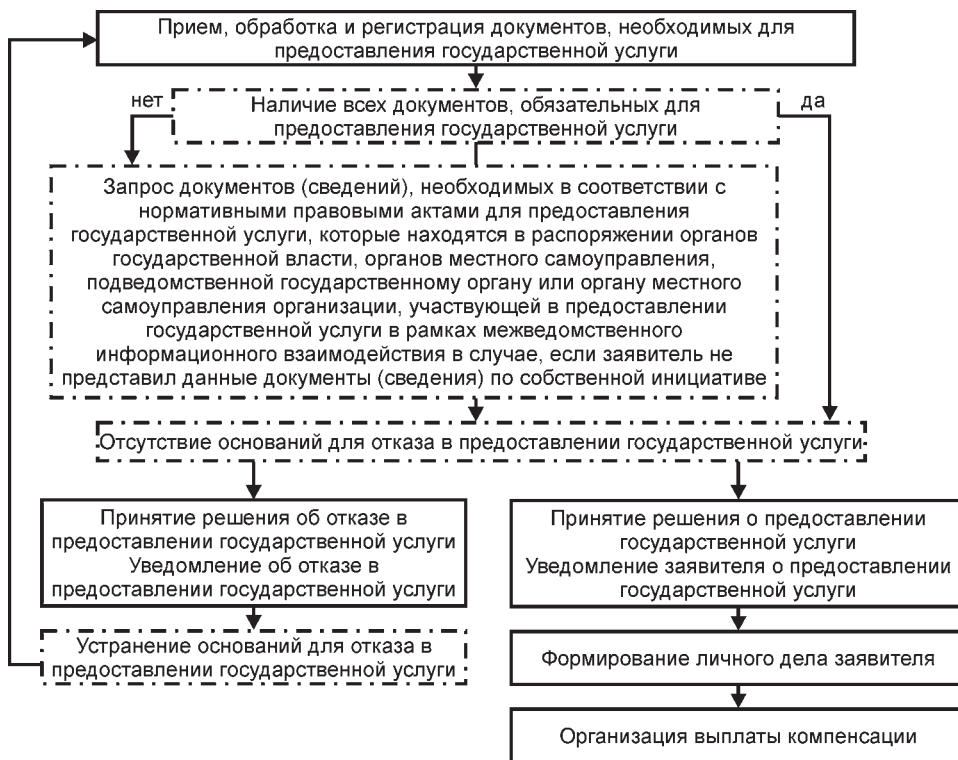 Прием, обработка и регистрация документов, необходимых для
предоставления государственной услуги
нет
Наличие всех документов, обязательных для
предоставления государственной услуги
да
Запрос документов (сведений), необходимых в соответствии с
нормативными правовыми актами для предоставления
государственной услуги, которые находятся в распоряжении органов
государственной власти, органов местного самоуправления,
подведомственной государственному органу или органу местного
самоуправления организации, участвующей в предоставлении
государственной услуги в рамках межведомственного
информационного взаимодействия в случае, если заявитель не
представил данные документы (сведения) по собственной инициативе
Отсутствие оснований для отказа в предоставлении государственной услуги
Принятие решения об отказе в
предоставлении государственной услуги
Уведомление об отказе в
предоставлении государственной услуги
Устранение оснований для отказа в
предоставлении государственной услуги
Принятие решения о предоставлении
государственной услуги
Уведомление заявителя о предоставлении
государственной услуги
Формирование личного дела заявителя
Организация выплаты компенсации